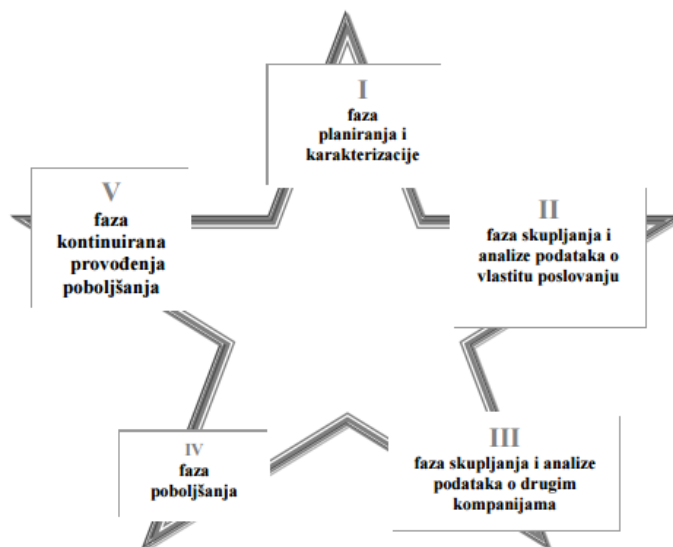 I
faza
planiranja i
karakterizacije
II
faza skupljanja i
analize podataka o
vlastitu poslovanju
III
faza skupljanja i analize
podataka o drugim
kompanijama
IV
faza
poboljšanja
V
faza
kontinuirana
provođenja
poboljšanja